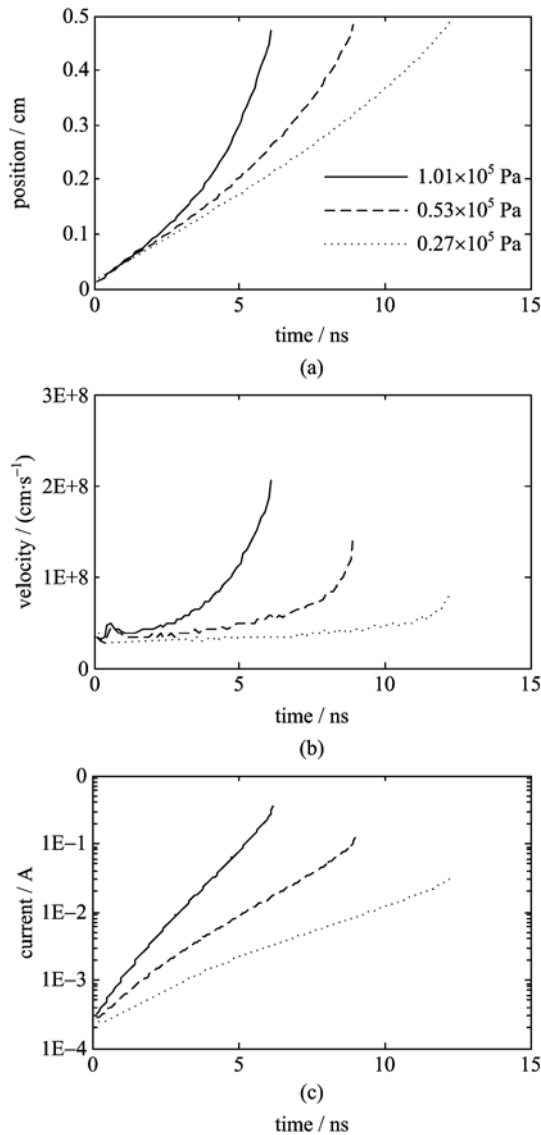 0.5
0.4
0.3
0.2
0.1
0
position / cm
1.01×10⁵ Pa
0.53×10⁵ Pa
0.27×10⁵ Pa
0 5 10 15
time / ns
(a)
3E+8
2E+8
1E+8
0
velocity / (cm·s⁻¹)
0 5 10 15
time / ns
(b)
0
1E−1
1E−2
1E−3
1E−4
current / A
0 5 10 15
(c)
time / ns